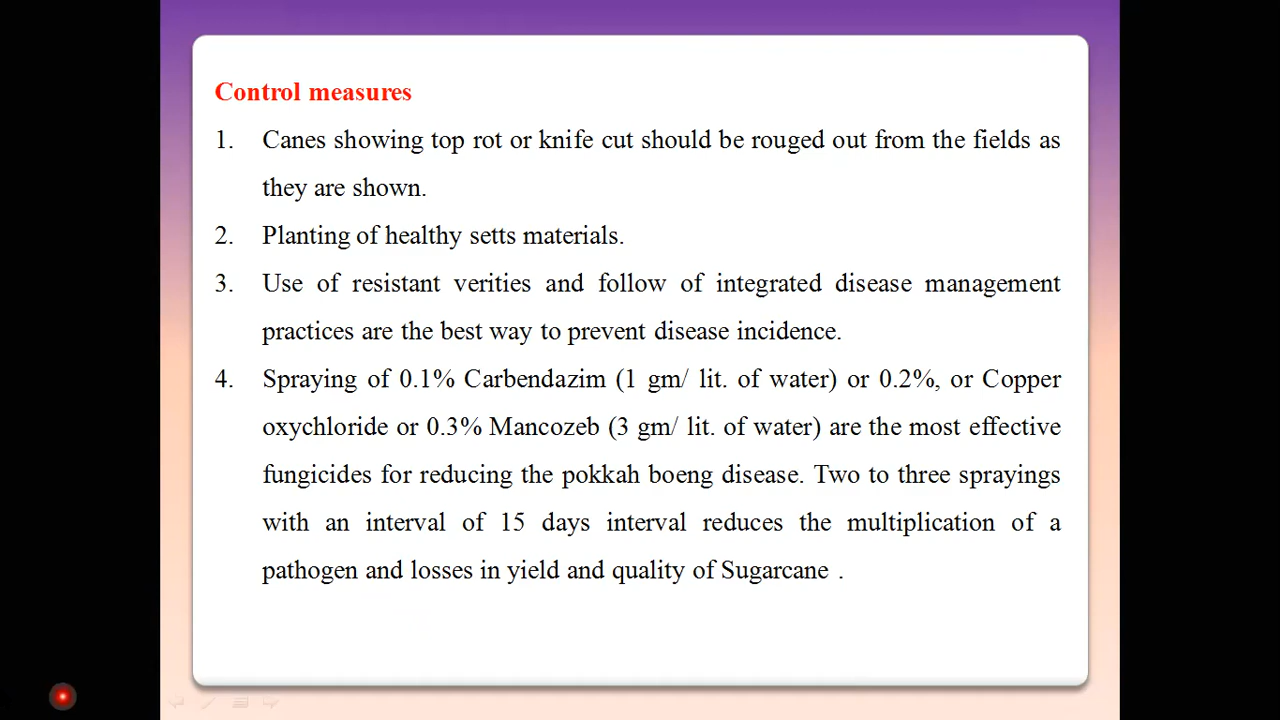 Control measures
1. Canes showing top rot or knife cut should be rouged out from the fields as
they are shown.
2. Planting of healthy setts materials.
3. Use of resistant verities and follow of integrated disease management
practices are the best way to prevent disease incidence.
4. Spraying of 0.1% Carbendazim (1 gm/ lit. of water) or 0.2%, or Copper
oxychloride or 0.3% Mancozeb (3 gm/ lit. of water) are the most effective
fungicides for reducing the pokkah boeng disease. Two to three sprayings
with an interval of 15 days interval reduces the multiplication of a
pathogen and losses in yield and quality of Sugarcane .